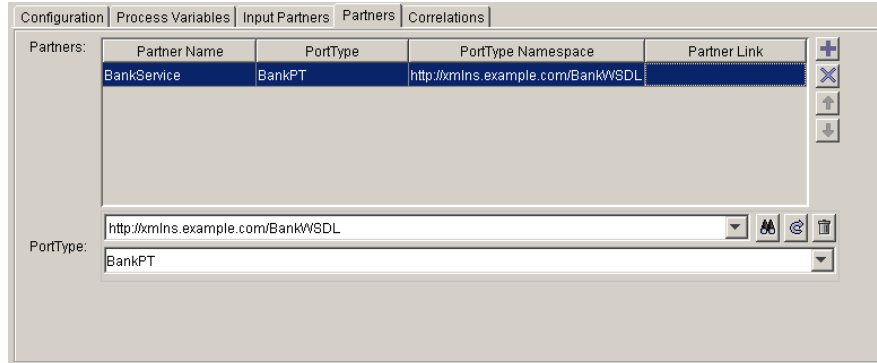 Configuration Process Variables Input Partners Partners Correlations
Partners:
Partner Name PortType PortType Namespace Partner Link
BankService BankPT http://xmlns.example.com/BankWSDL
http://xmlns.example.com/BankWSDL
PortType:
BankPT